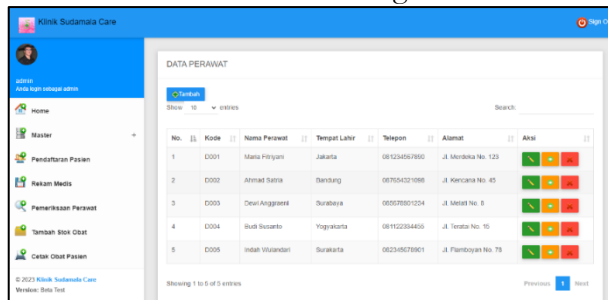 Klinik Sudamala Care
Sign O
admin
Anda login sebagai admin
Home
Master
Pendaftaran Pasien
Rekam Medis
Pemeriksaan Perawat
Tambah Stok Obat
Cetak Obat Pasien
© 2023 Klinik Sudamala Care
Version: Beta Test
DATA PERAWAT
Tambah
Show 10 entries
Search:
No. Kode Nama Perawat Tempat Lahir Telepon Alamat Aksi
1 D001 Maria Fitriyani Jakarta 081234567890 Jl. Merdeka No. 123
2 D002 Ahmad Satria Bandung 087654321098 Jl. Kencana No. 45
3 D003 Dewi Anggraeni Surabaya Jl. Melati No. 8
4 D004 Budi Susanto Yogyakarta 081122334455 Jl. Teratai No. 15
5 D005 Indah Wulandari Surakarta 082345678901 Jl. Flamboyan No. 78
Showing 1 to 5 of 5 entries
Previous 1 Next